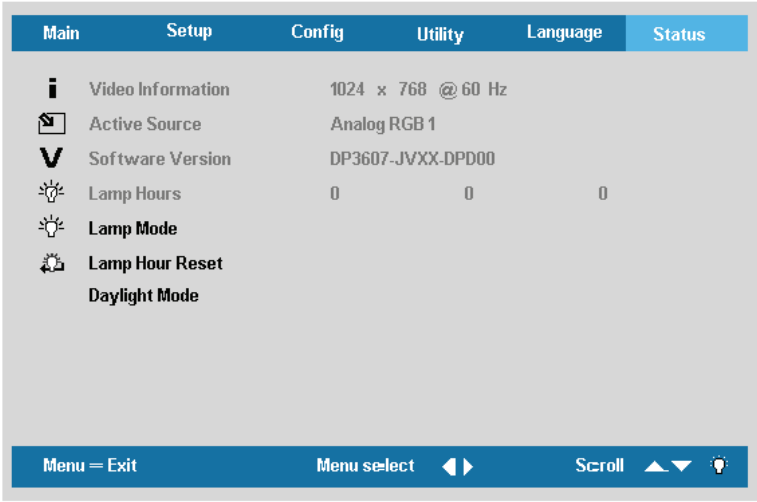 Main Setup Config Utility Language Status
i Video Information 1024 x 768 @ 60 Hz
Active Source Analog RGB 1
V Software Version DP3607-JVXX-DPD00
Lamp Hours 0 0 0
Lamp Mode
Lamp Hour Reset
Daylight Mode
Menu = Exit Menu select Scroll